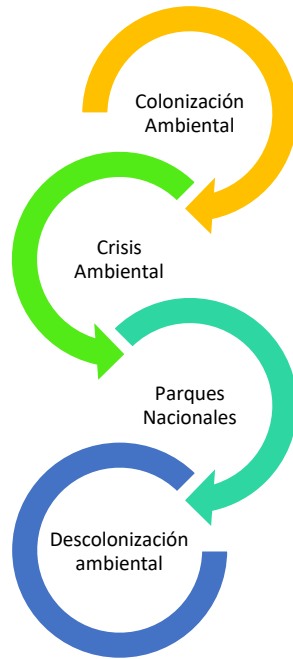 Colonización
Ambiental
Crisis
Ambiental
Parques
Nacionales
Descolonización
ambiental